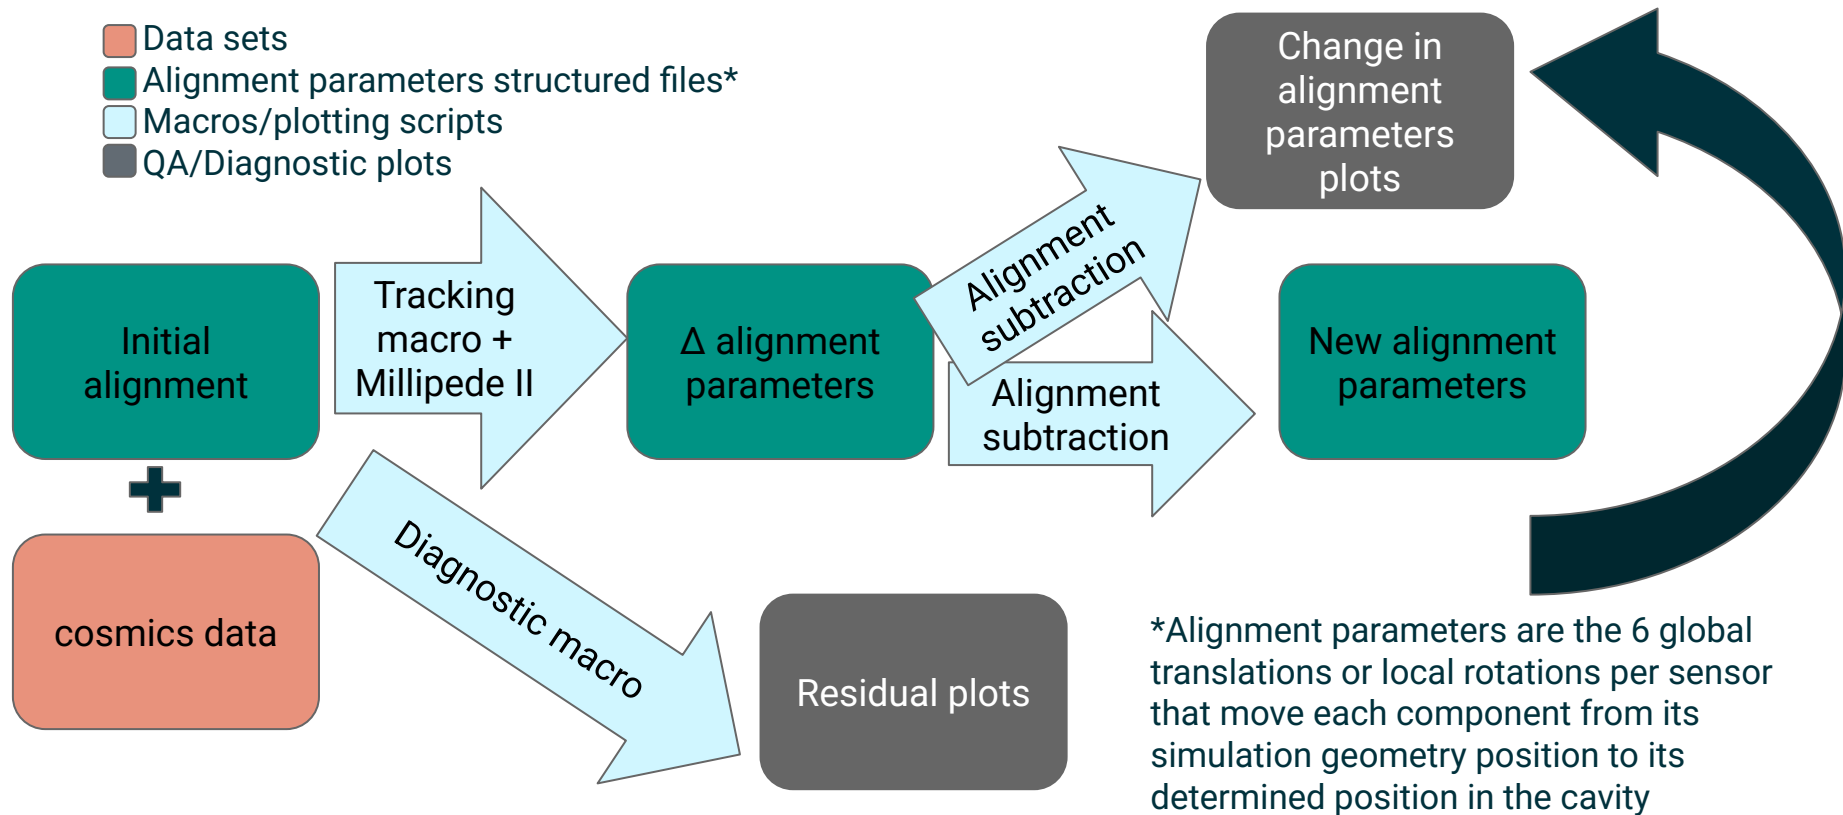 Data sets
Alignment parameters structured files*
Macros/plotting scripts
QA/Diagnostic plots
Change in
alignment
parameters
plots
Initial
alignment
Tracking
macro +
Millipede II
Δ alignment
parameters
Alignment
subtraction
Alignment
subtraction
New alignment
parameters
cosmics data
Diagnostic macro
Residual plots
*Alignment parameters are the 6 global
translations or local rotations per sensor
that move each component from its
simulation geometry position to its
determined position in the cavity